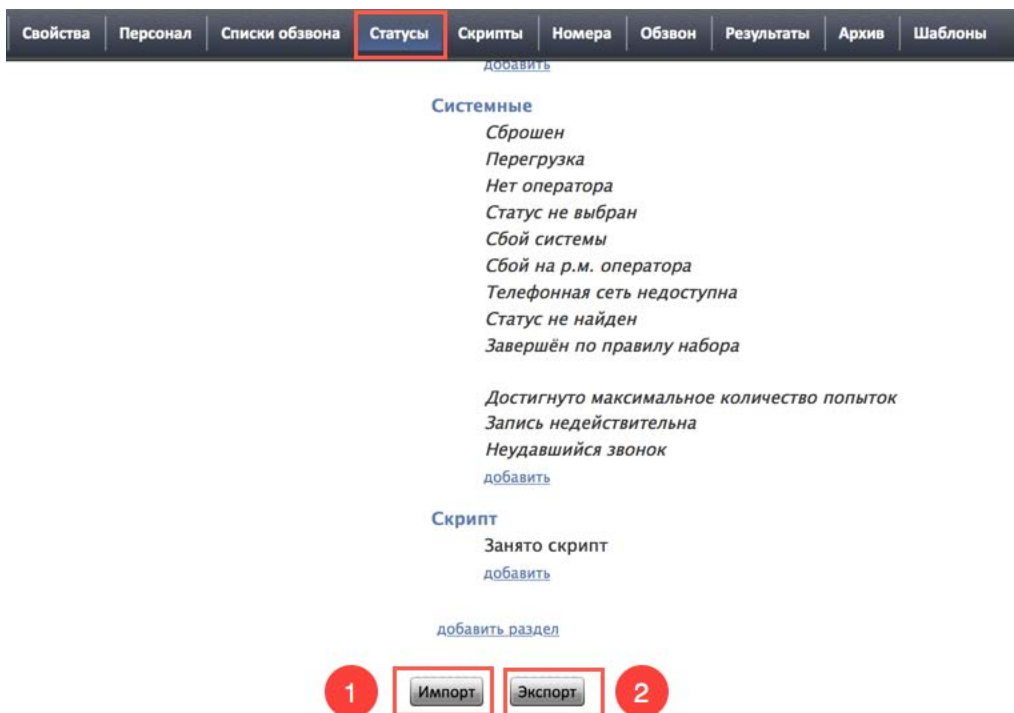 Свойства Персонал Списки обзвона Статусы Скрипты Номера Обзвон Результаты Архив Шаблоны
добавить
Системные
Сброшен
Перегрузка
Нет оператора
Статус не выбран
Сбой системы
Сбой на р.м. оператора
Телефонная сеть недоступна
Статус не найден
Завершён по правилу набора
Достигнуто максимальное количество попыток
Запись недействительна
Неудавшийся звонок
добавить
Скрипт
Занято скрипт
добавить
добавить раздел
1 Импорт Экспорт 2